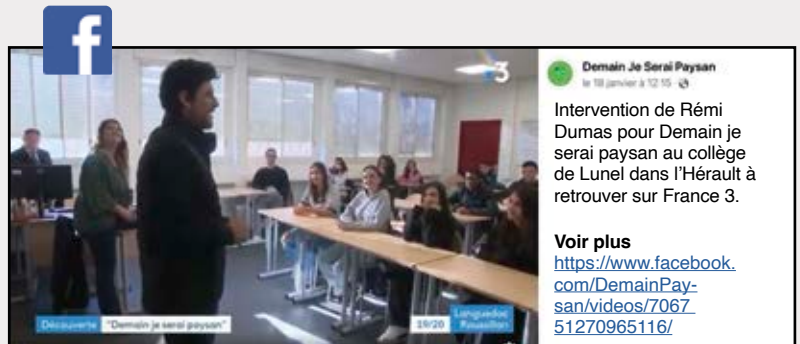 f
3
Demain Je Serai Paysan
le 18 janvier à 12:15
Intervention de Rémi
Dumas pour Demain je
serai paysan au collège
de Lunel dans l'Hérault à
retrouver sur France 3.
Voir plus
https://www.facebook.
com/DemainPay-
san/videos/7067
51270965116/
Découverte "Demain je serai paysan" 19/20 Languedoc
Roussillon